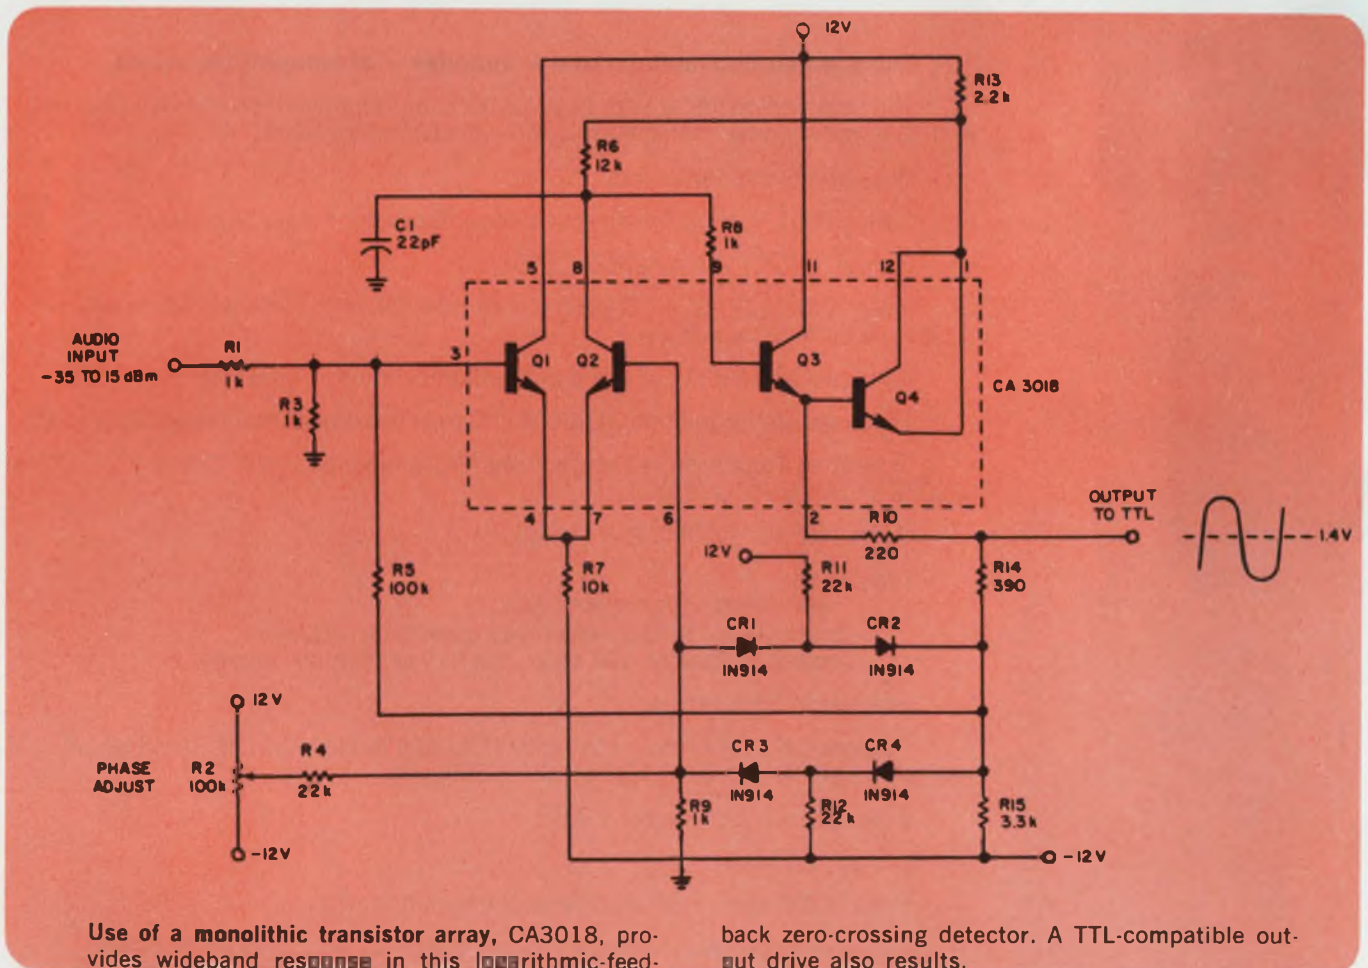 12V
R13
2.2k
R6
12k
C1
22pF
R8
1k
5
8
9
11
12
1
AUDIO
INPUT
-35 TO 15 dBm
R1
1k
3
Q1
Q2
Q3
Q4
CA 3018
R3
1k
4
7
6
2
R10
220
OUTPUT
TO TTL
1.4V
12V
R11
22k
R14
390
R5
100k
R7
10k
CR1
IN914
CR2
IN914
12V
PHASE
ADJUST
R2
100k
R4
22k
CR3
IN914
CR4
IN914
R9
1k
R12
22k
R15
3.3k
-12V
-12V
Use of a monolithic transistor array, CA3018, pro-
vides wideband in this
back zero-crossing detector. A TTL-compatible out-
drive also results.